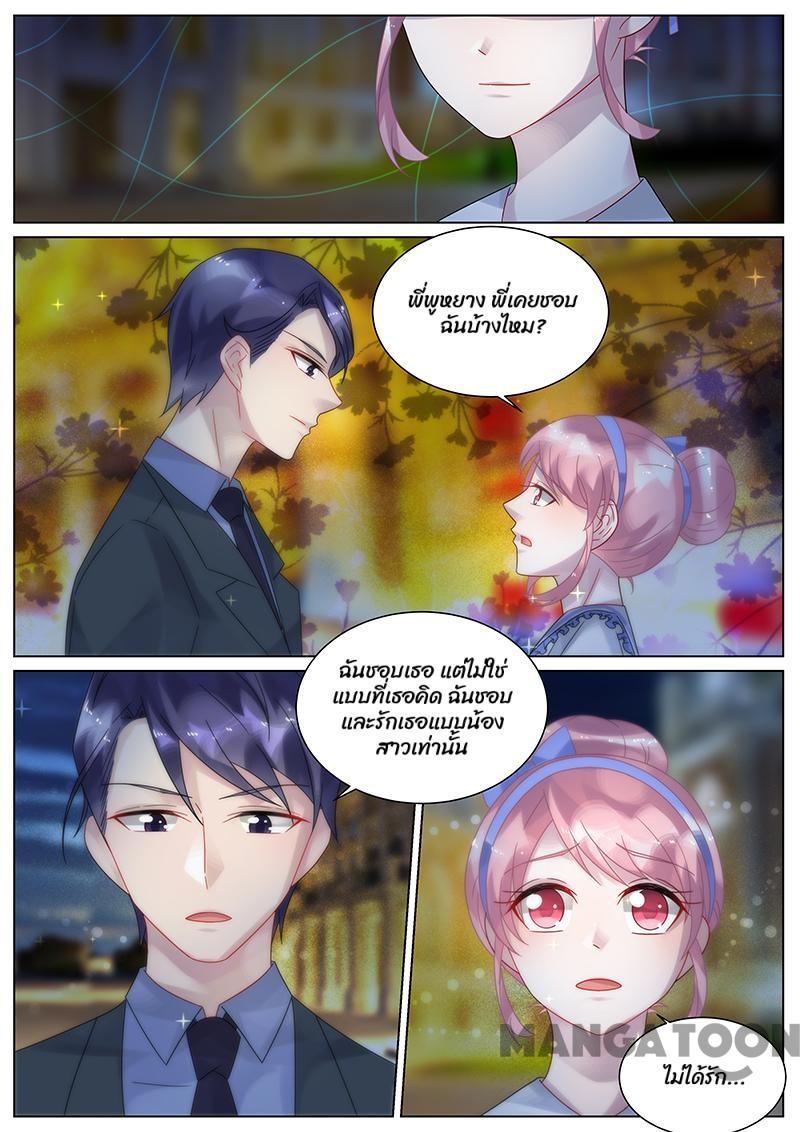 พี่พูหยาง พี่เคยชอบ
ฉันบ้างไหม?
ฉันชอบเธอ แต่ไม่ใช่
แบบที่เธอคิด ฉันชอบ
และรักเธอแบบน้อง
สาวเท่านั้น
MANGATOON
ไม่ได้รัก...